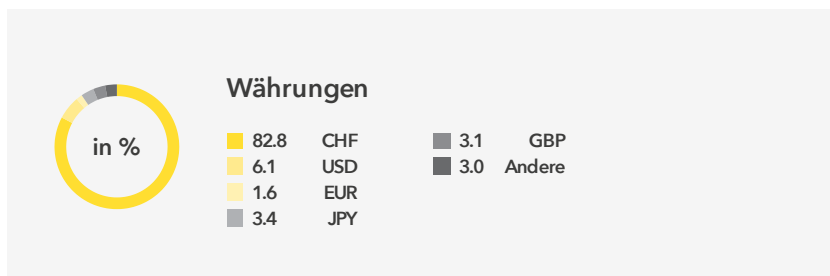 in %
Währungen
82.8 CHF
6.1 USD
1.6 EUR
3.4 JPY
3.1 GBP
3.0 Andere